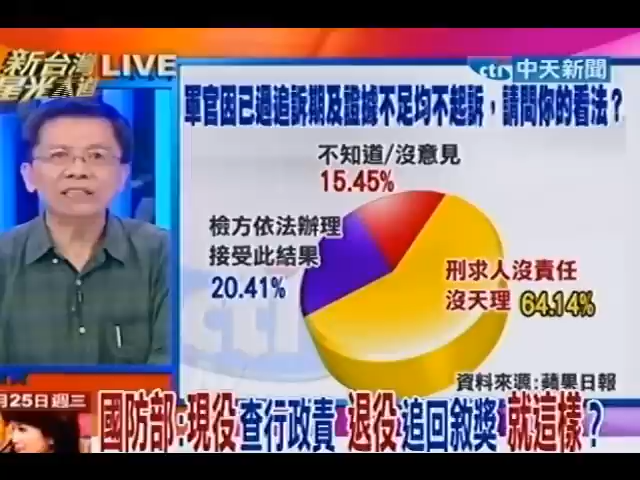 新台灣
星光大道
LIVE
ctn 中天新聞
軍官因已過追訴期及證據不足均不起訴,請問你的看法?
不知道/沒意見
15.45%
檢方依法辦理
接受此結果
20.41%
刑求人沒責任
沒天理 64.14%
資料來源:蘋果日報
月25日週三
國防部:現役查行政責 退役追回敘獎 就這樣?